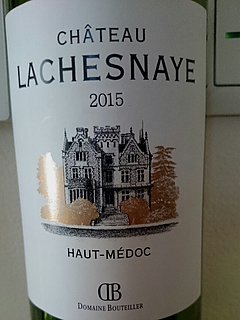 CHÂTEAU
LACHESNAYE
2015
HAUT-MÉDOC
DB
DOMAINE BOUTEILLER